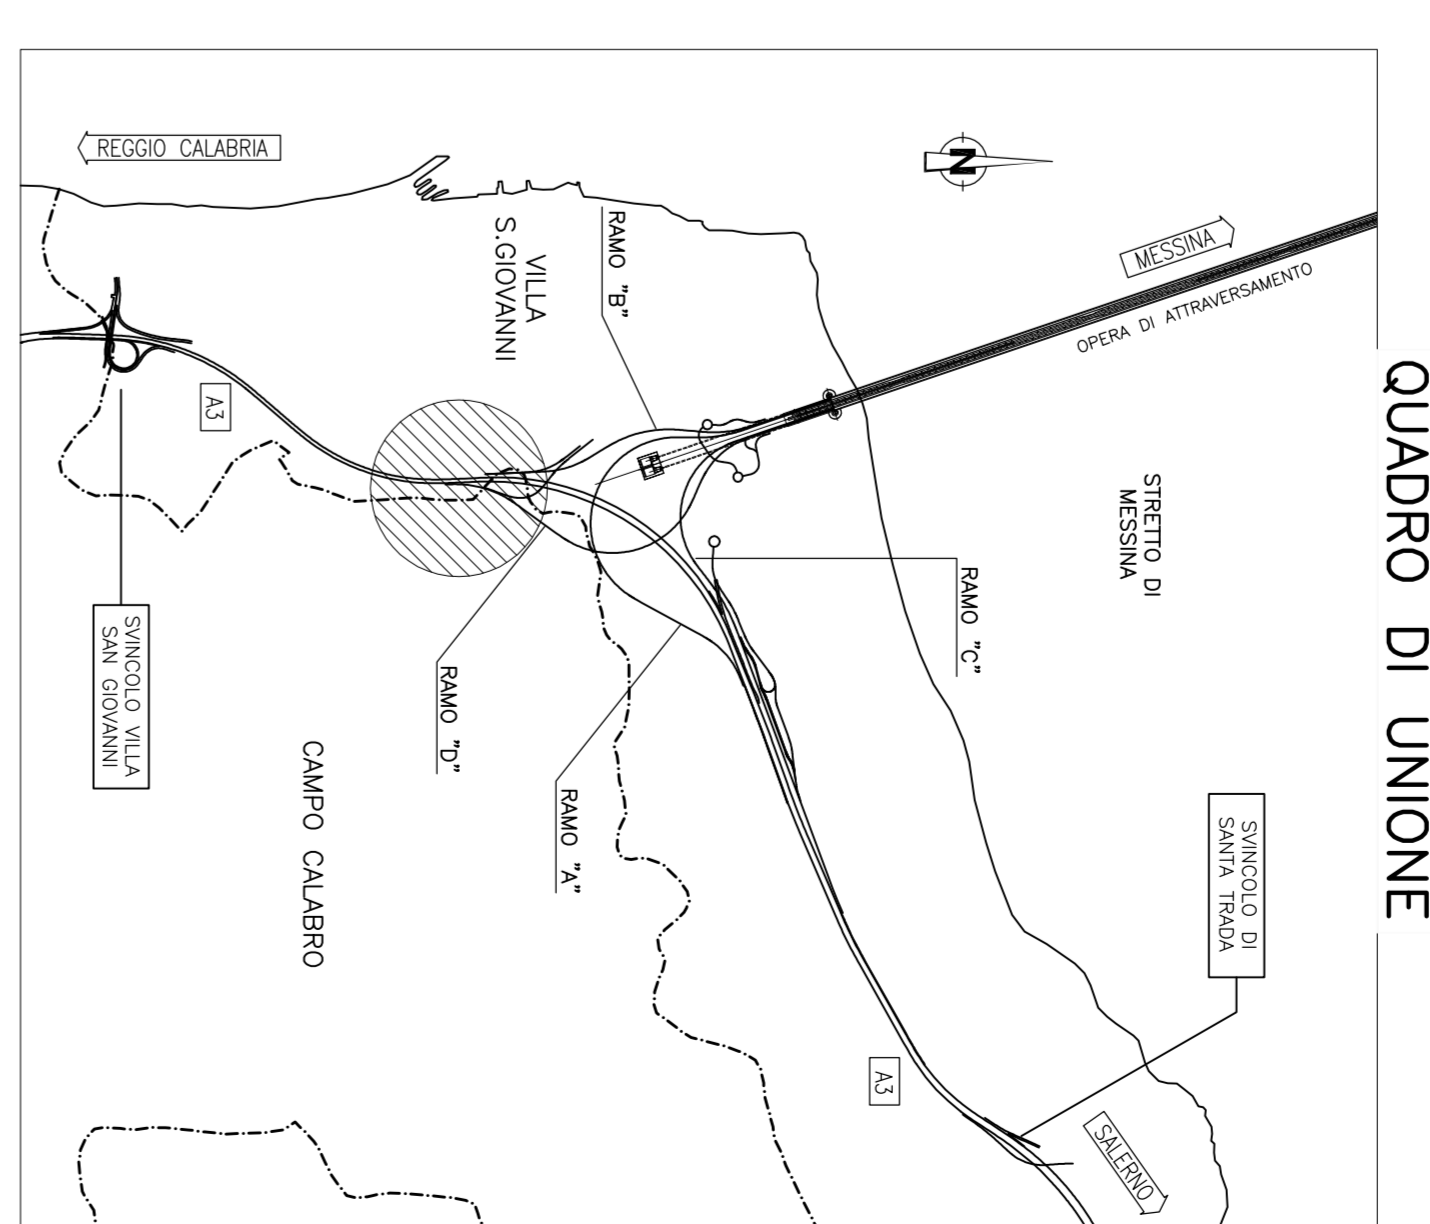 QUADRO DI UNIONE
REGGIO CALABRIA
N
MESSINA
OPERA DI ATTRAVERSAMENTO
VILLA
S.GIOVANNI
RAMO "B"
STRETTO DI
MESSINA
A3
RAMO "C"
SVINCOLO VILLA
SAN GIOVANNI
RAMO "D"
CAMPO CALABRO
RAMO "A"
SVINCOLO DI
SANTA TRADA
A3
SALERNO